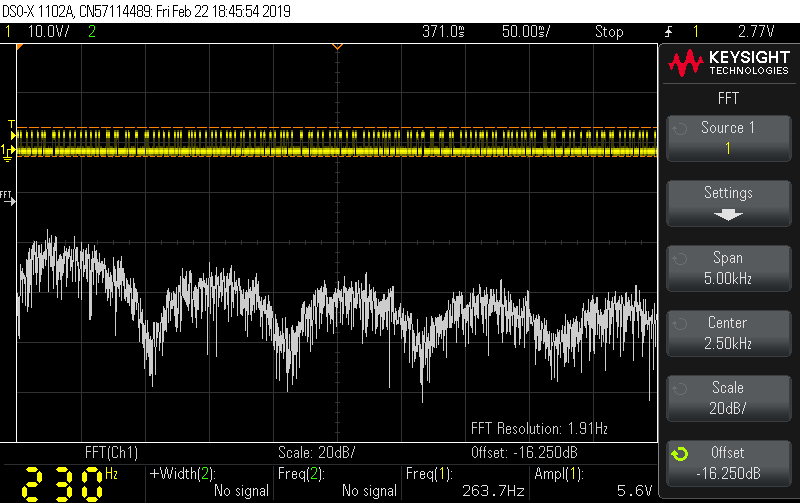 DSO-X 1102A, CN57114489: Fri Feb 22 18:45:54 2019
1 10.0V/ 2 371.0s 50.00s/ Stop 1 2.77V
KEYSIGHT
TECHNOLOGIES
FFT
Source 1
1
Settings
Span
5.00kHz
Center
2.50kHz
Scale
20dB/
Offset
-16.250dB
T
1
FFT
FFT Resolution: 1.91Hz
FFT(Ch1) Scale: 20dB/ Offset: -16.250dB
230Hz
+Width(2): Freq(2): Freq(1): Ampl(1):
No signal No signal 263.7Hz 5.6V